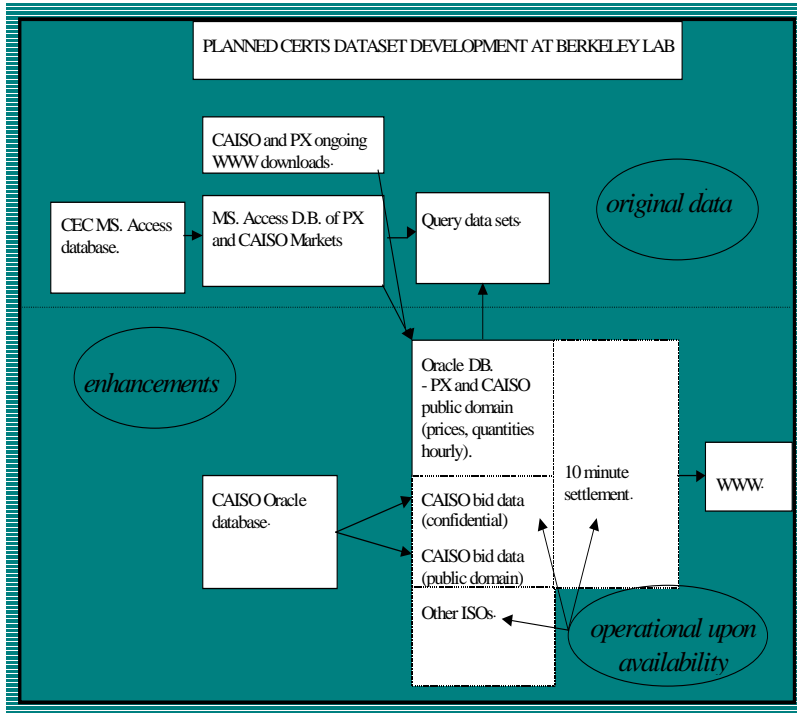 PLANNED CERTS DATASET DEVELOPMENT AT BERKELEY LAB
CAISO and PX ongoing
WWW downloads.
original data
CEC MS. Access
database.
MS. Access D.B. of PX
and CAISO Markets
Query data sets.
enhancements
Oracle DB.
- PX and CAISO
public domain
(prices, quantities
hourly).
10 minute
settlement.
WWW.
CAISO Oracle
database.
CAISO bid data
(confidential)
CAISO bid data
(public domain)
Other ISOs.
operational upon
availability